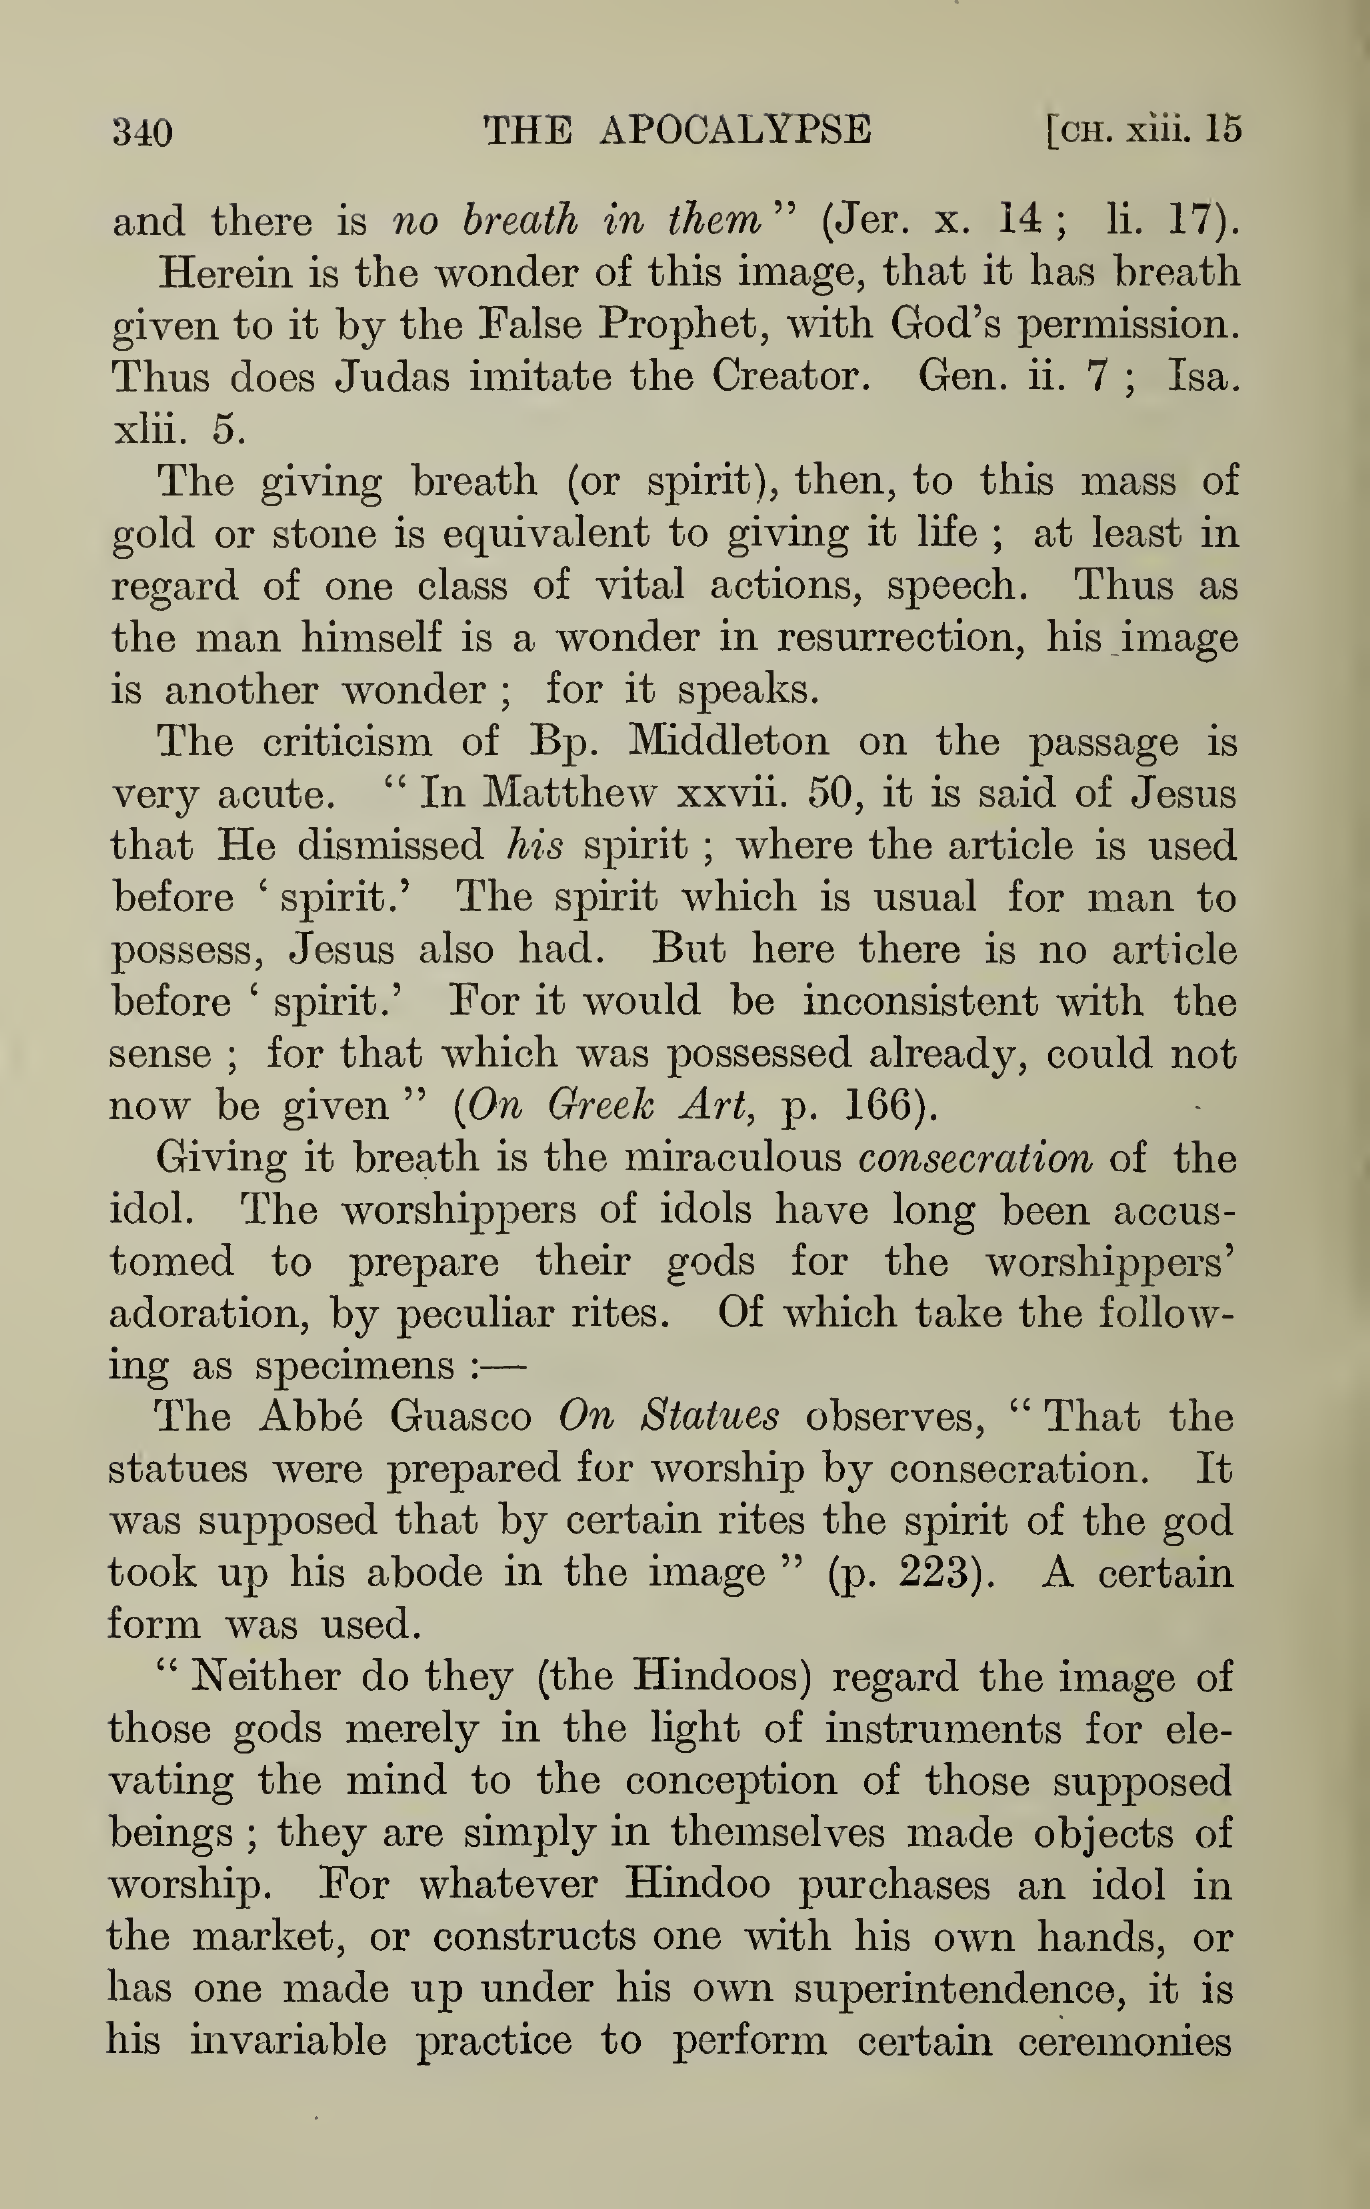 340 THE APOCALYPSE [CH. xiii. 15
and there is no breath in them” (Jer. x. 14 ; li. 17).
Herein is the wonder of this image, that it has breath
given to it by the False Prophet, with God’s permission.
Thus does Judas imitate the Creator. Gen. ii. 7 ; Isa.
xlii. 5.
The giving breath (or spirit), then, to this mass of
gold or stone is equivalent to giving it life ; at least in
regard of one class of vital actions, speech. Thus as
the man himself is a wonder in resurrection, his image
is another wonder ; for it speaks.
The criticism of Bp. Middleton on the passage is
very acute. “ In Matthew xxvii. 50, it is said of Jesus
that He dismissed his spirit ; where the article is used
before ‘ spirit.’ The spirit which is usual for man to
possess, Jesus also had. But here there is no article
before ‘ spirit.’ For it would be inconsistent with the
sense ; for that which was possessed already, could not
now be given ” (On Greek Art, p. 166).
Giving it breath is the miraculous consecration of the
idol. The worshippers of idols have long been accus-
tomed to prepare their gods for the worshippers’
adoration, by peculiar rites. Of which take the follow-
ing as specimens :—
The Abbé Guasco On Statues observes, “ That the
statues were prepared for worship by consecration. It
was supposed that by certain rites the spirit of the god
took up his abode in the image ” (p. 223). A certain
form was used.
“ Neither do they (the Hindoos) regard the image of
those gods merely in the light of instruments for ele-
vating the mind to the conception of those supposed
beings ; they are simply in themselves made objects of
worship. For whatever Hindoo purchases an idol in
the market, or constructs one with his own hands, or
has one made up under his own superintendence, it is
his invariable practice to perform certain ceremonies